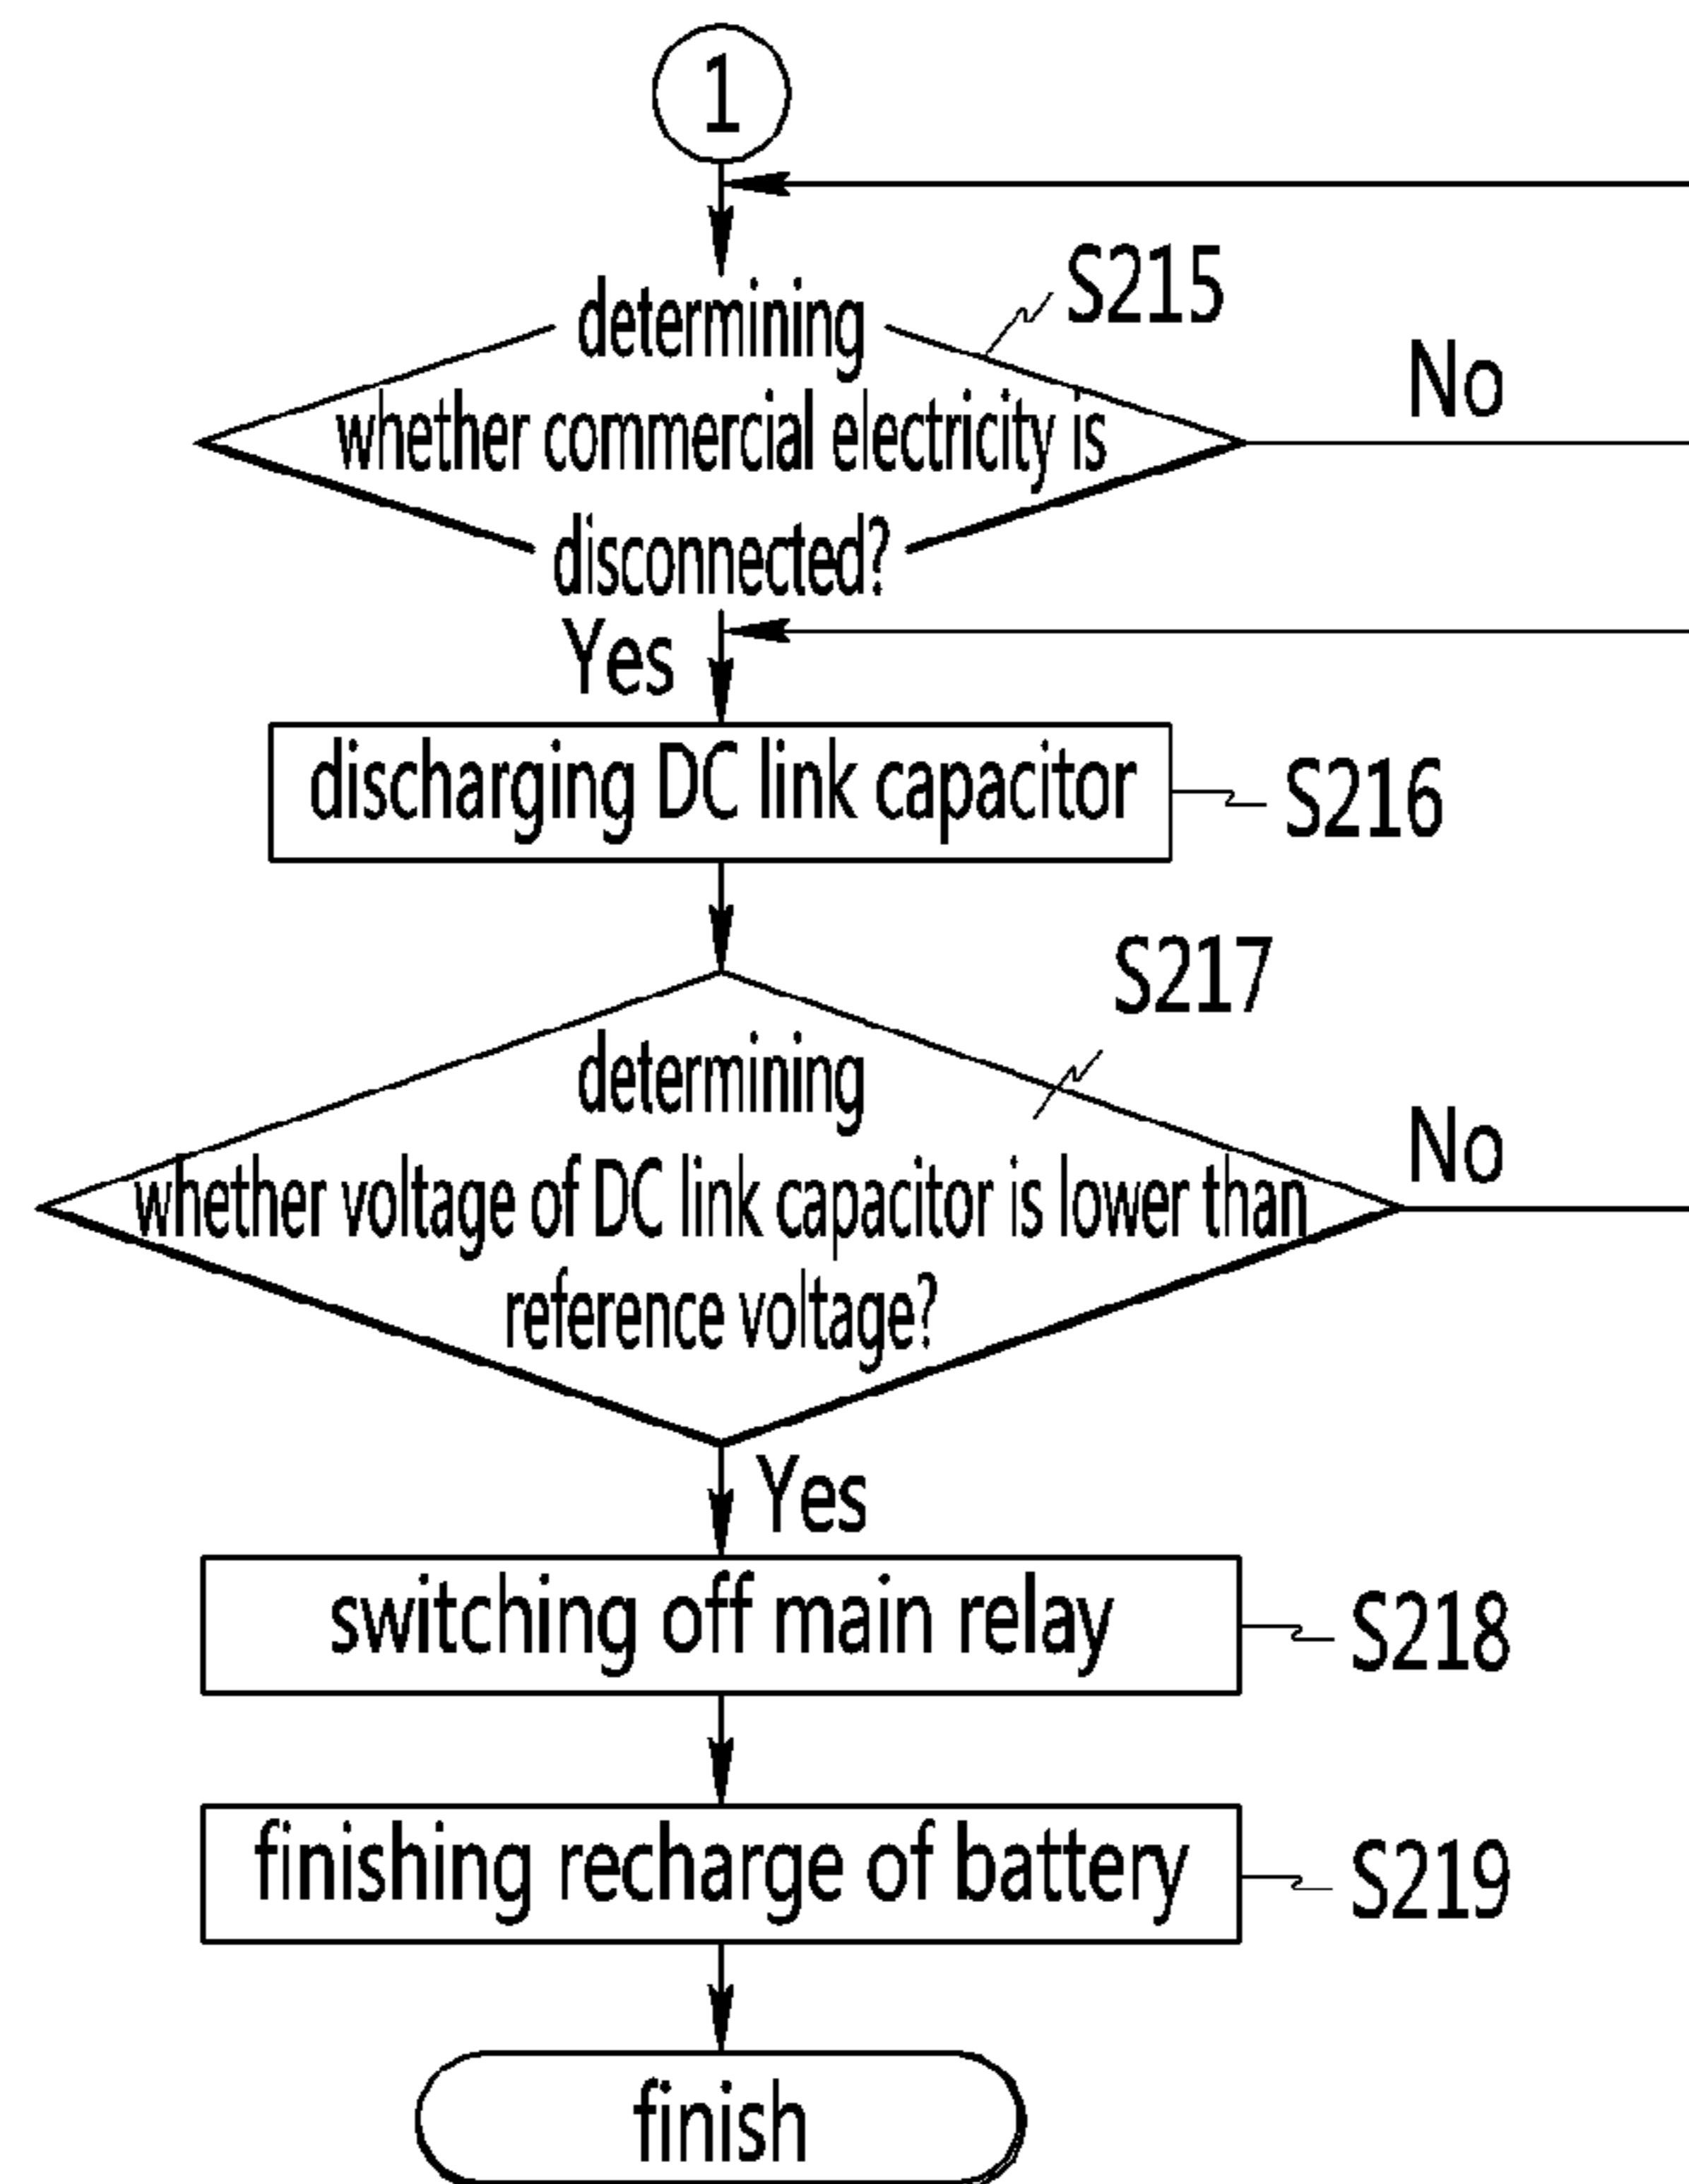 1
determining
S215
whether commercial electricity is
No
disconnected?
Yes
discharging DC link capacitor
S216
S217
determining
whether voltage of DC link capacitor is lower than
No
reference voltage?
Yes
switching off main relay
S218
finishing recharge of battery
S219
finish